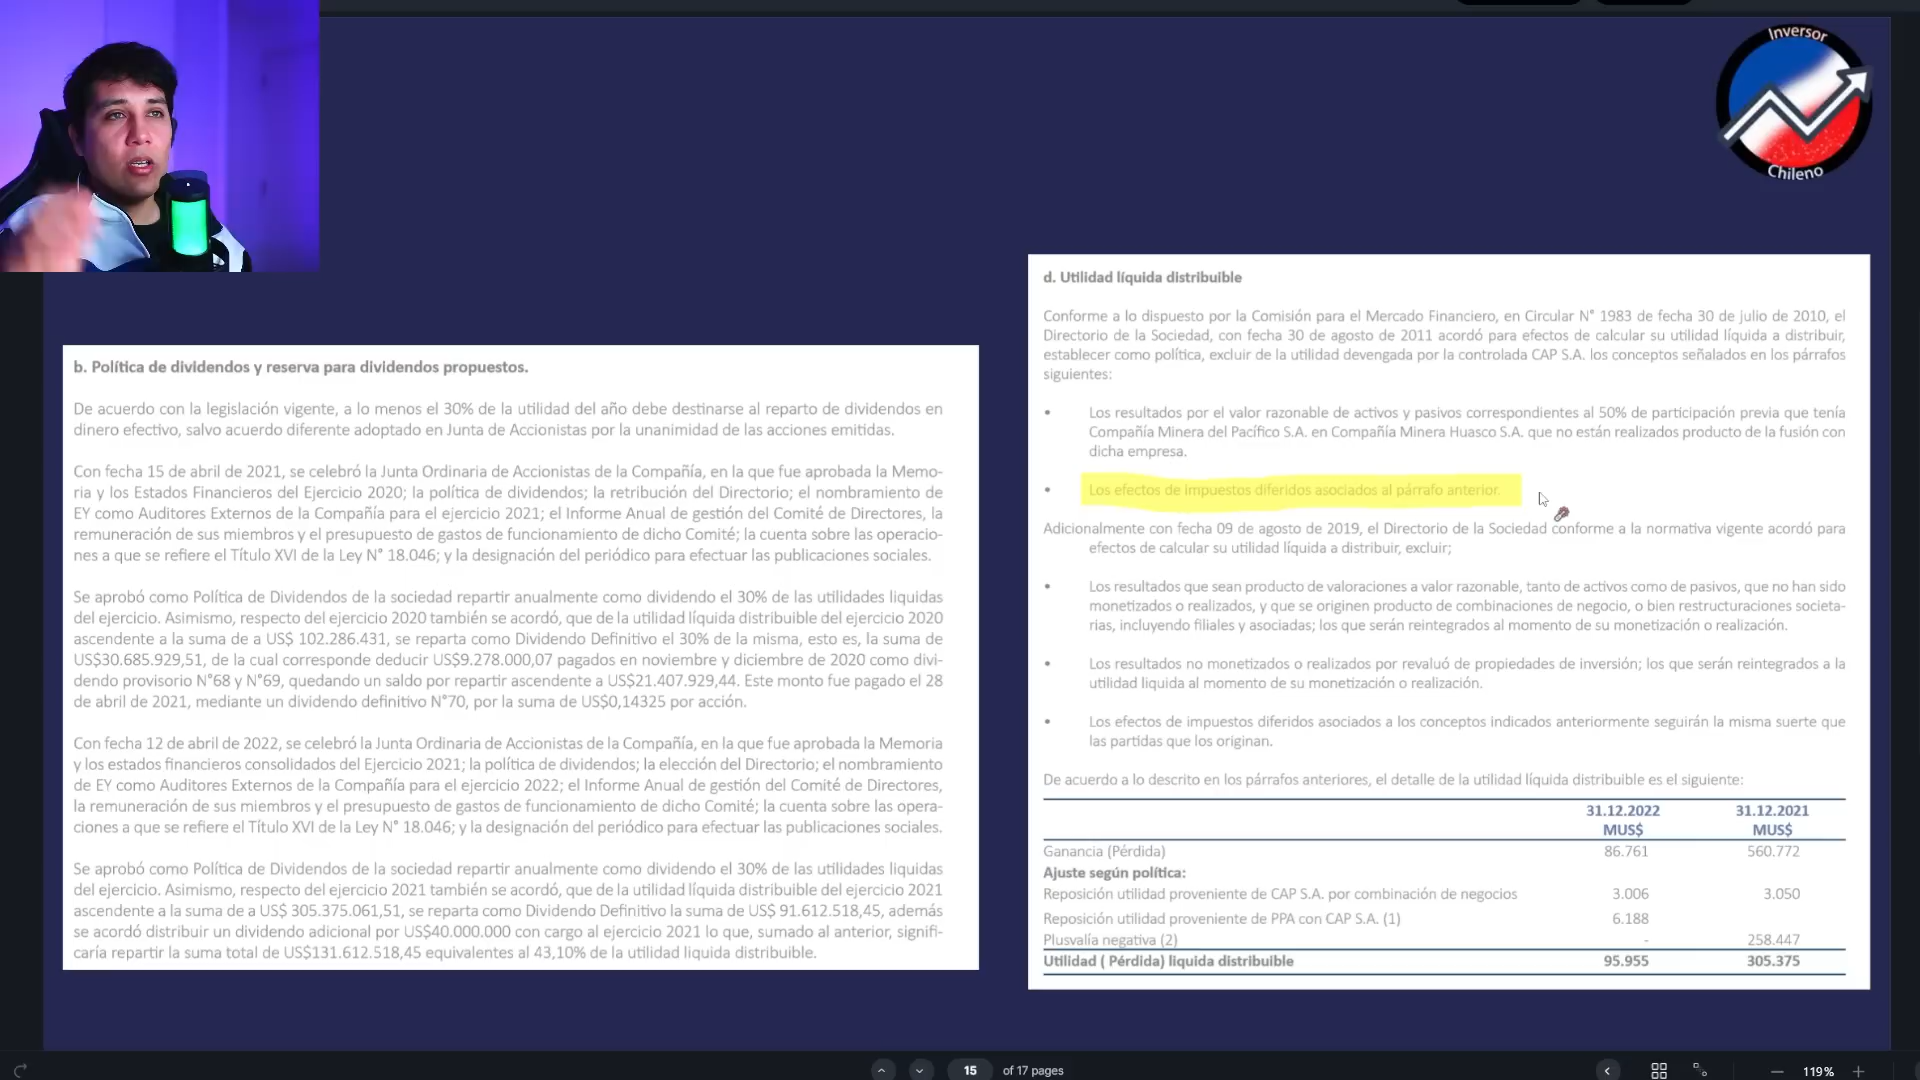 Inversor
Chileno
b. Política de dividendos y reserva para dividendos propuestos.
De acuerdo con la legislación vigente, a lo menos el 30% de la utilidad del año debe destinarse al reparto de dividendos en
dinero efectivo, salvo acuerdo diferente adoptado en Junta de Accionistas por la unanimidad de las acciones emitidas.
Con fecha 15 de abril de 2021, se celebró la Junta Ordinaria de Accionistas de la Compañía, en la que fue aprobada la Memo-
ria y los Estados Financieros del Ejercicio 2020; la política de dividendos; la retribución del Directorio; el nombramiento de
EY como Auditores Externos de la Compañía para el ejercicio 2021; el Informe Anual de gestión del Comité de Directores, la
remuneración de sus miembros y el presupuesto de gastos de funcionamiento de dicho Comité; la cuenta sobre las operacio-
nes a que se refiere el Título XVI de la Ley N° 18.046; y la designación del periódico para efectuar las publicaciones sociales.
Se aprobó como Política de Dividendos de la sociedad repartir anualmente como dividendo el 30% de las utilidades liquidas
del ejercicio. Asimismo, respecto del ejercicio 2020 también se acordó, que de la utilidad líquida distribuible del ejercicio 2020
ascendente a la suma de a US$ 102.286.431, se reparta como Dividendo Definitivo el 30% de la misma, esto es, la suma de
US$30.685.929,51, de la cual corresponde deducir US$9.278.000,07 pagados en noviembre y diciembre de 2020 como divi-
dendo provisorio N°68 y N°69, quedando un saldo por repartir ascendente a US$21.407.929,44. Este monto fue pagado el 28
de abril de 2021, mediante un dividendo definitivo N°70, por la suma de US$0,14325 por acción.
Con fecha 12 de abril de 2022, se celebró la Junta Ordinaria de Accionistas de la Compañía, en la que fue aprobada la Memoria
y los estados financieros consolidados del Ejercicio 2021; la política de dividendos; la elección del Directorio; el nombramiento
de EY como Auditores Externos de la Compañía para el ejercicio 2022; el Informe Anual de gestión del Comité de Directores,
la remuneración de sus miembros y el presupuesto de gastos de funcionamiento de dicho Comité; la cuenta sobre las opera-
ciones a que se refiere el Título XVI de la Ley N° 18.046; y la designación del periódico para efectuar las publicaciones sociales.
Se aprobó como Política de Dividendos de la sociedad repartir anualmente como dividendo el 30% de las utilidades liquidas
del ejercicio. Asimismo, respecto del ejercicio 2021 también se acordó, que de la utilidad líquida distribuible del ejercicio 2021
ascendente a la suma de a US$ 305.375.061,51, se reparta como Dividendo Definitivo la suma de US$ 91.612.518,45, además
se acordó distribuir un dividendo adicional por US$40.000.000 con cargo al ejercicio 2021 lo que, sumado al anterior, signifi-
caría repartir la suma total de US$131.612.518,45 equivalentes al 43,10% de la utilidad liquida distribuible.
d. Utilidad líquida distribuible
Conforme a lo dispuesto por la Comisión para el Mercado Financiero, en Circular N° 1983 de fecha 30 de julio de 2010, el
Directorio de la Sociedad, con fecha 30 de agosto de 2011 acordó para efectos de calcular su utilidad líquida a distribuir,
establecer como política, excluir de la utilidad devengada por la controlada CAP S.A. los conceptos señalados en los párrafos
siguientes:
• Los resultados por el valor razonable de activos y pasivos correspondientes al 50% de participación previa que tenía
Compañía Minera del Pacífico S.A. en Compañía Minera Huasco S.A. que no están realizados producto de la fusión con
dicha empresa.
• Los efectos de impuestos diferidos asociados al párrafo anterior.
Adicionalmente con fecha 09 de agosto de 2019, el Directorio de la Sociedad conforme a la normativa vigente acordó para
efectos de calcular su utilidad líquida a distribuir, excluir;
• Los resultados que sean producto de valoraciones a valor razonable, tanto de activos como de pasivos, que no han sido
monetizados o realizados, y que se originen producto de combinaciones de negocio, o bien restructuraciones societa-
rias, incluyendo filiales y asociadas; los que serán reintegrados al momento de su monetización o realización.
• Los resultados no monetizados o realizados por revaluó de propiedades de inversión; los que serán reintegrados a la
utilidad liquida al momento de su monetización o realización.
• Los efectos de impuestos diferidos asociados a los conceptos indicados anteriormente seguirán la misma suerte que
las partidas que los originan.
De acuerdo a lo descrito en los párrafos anteriores, el detalle de la utilidad líquida distribuible es el siguiente:
31.12.2022 31.12.2021
MUS$ MUS$
Ganancia (Pérdida) 86.761 560.772
Ajuste según política:
Reposición utilidad proveniente de CAP S.A. por combinación de negocios 3.006 3.050
Reposición utilidad proveniente de PPA con CAP S.A. (1) 6.188
Plusvalía negativa (2) - 258.447
Utilidad ( Pérdida) liquida distribuible 95.955 305.375
15 of 17 pages
119%